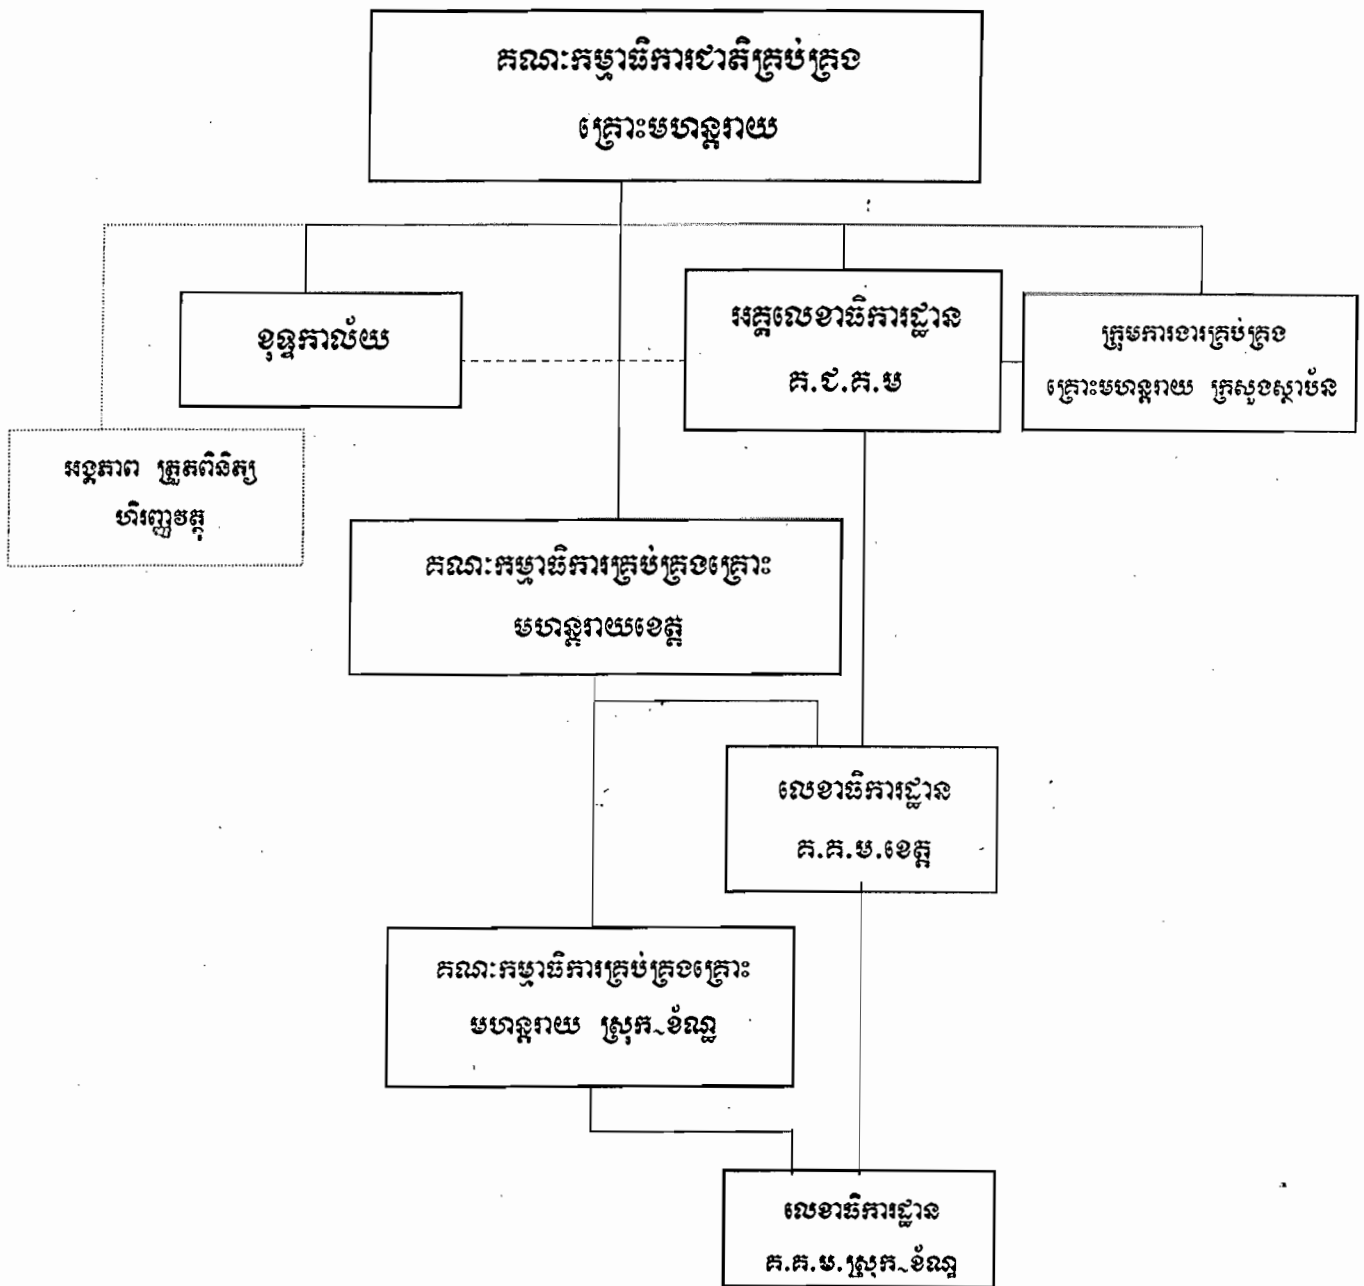 គណៈកម្មាធិការជាតិគ្រប់គ្រង
គ្រោះមហន្តរាយ
ខុទ្ទកាល័យ
អគ្គលេខាធិការដ្ឋាន
គ.ជ.គ.ម
ក្រុមការងារគ្រប់គ្រង
គ្រោះមហន្តរាយ ក្រសួងស្ថាប័ន
អង្គភាព ត្រួតពិនិត្យ
ហិរញ្ញវត្ថុ
គណៈកម្មាធិការគ្រប់គ្រងគ្រោះ
មហន្តរាយខេត្ត
លេខាធិការដ្ឋាន
គ.គ.ម.ខេត្ត
គណៈកម្មាធិការគ្រប់គ្រងគ្រោះ
មហន្តរាយ ស្រុក~ខ័ណ្ឌ
លេខាធិការដ្ឋាន
គ.គ.ម.ស្រុក~ខ័ណ្ឌ